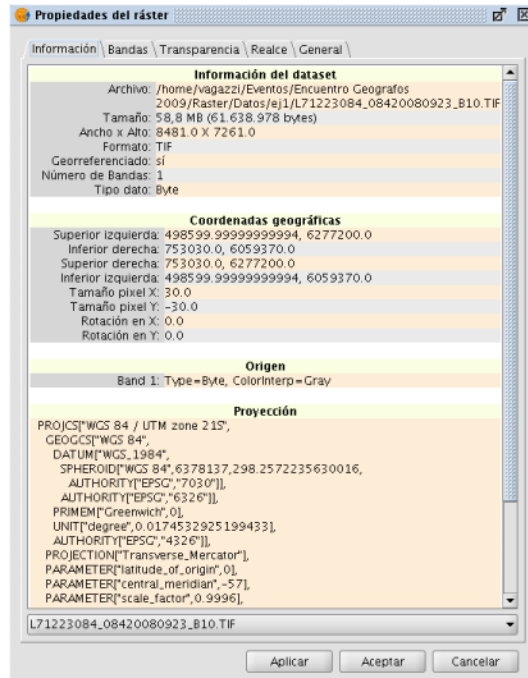 Propiedades del ráster
Información Bandas Transparencia Realce General
Información del dataset
Archivo: /home/vagazzi/Eventos/Encuentro Geografos
2009/Raster/Datos/ej1/L71223084_08420080923_B10.TIF
Tamaño: 58,8 MB (61.638.978 bytes)
Ancho x Alto: 8481.0 X 7261.0
Formato: TIF
Georreferenciado: sí
Número de Bandas: 1
Tipo dato: Byte
Coordenadas geográficas
Superior izquierda: 498599.99999999994, 6277200.0
Inferior derecha: 753030.0, 6059370.0
Superior derecha: 753030.0, 6277200.0
Inferior izquierda: 498599.99999999994, 6059370.0
Tamaño pixel X: 30.0
Tamaño pixel Y: -30.0
Rotación en X: 0.0
Rotación en Y: 0.0
Origen
Band 1: Type=Byte, ColorInterp=Gray
Proyección
PROJCS["WGS 84 / UTM zone 21S",
GEOGCS["WGS 84",
DATUM["WGS_1984",
SPHEROID["WGS 84",6378137,298.2572235630016,
AUTHORITY["EPSG","7030"]],
AUTHORITY["EPSG","6326"]],
PRIMEM["Greenwich",0],
UNIT["degree",0.0174532925199433],
AUTHORITY["EPSG","4326"]],
PROJECTION["Transverse_Mercator"],
PARAMETER["latitude_of_origin",0],
PARAMETER["central_meridian",-57],
PARAMETER["scale_factor",0.9996],
L71223084_08420080923_B10.TIF
Aplicar Aceptar Cancelar